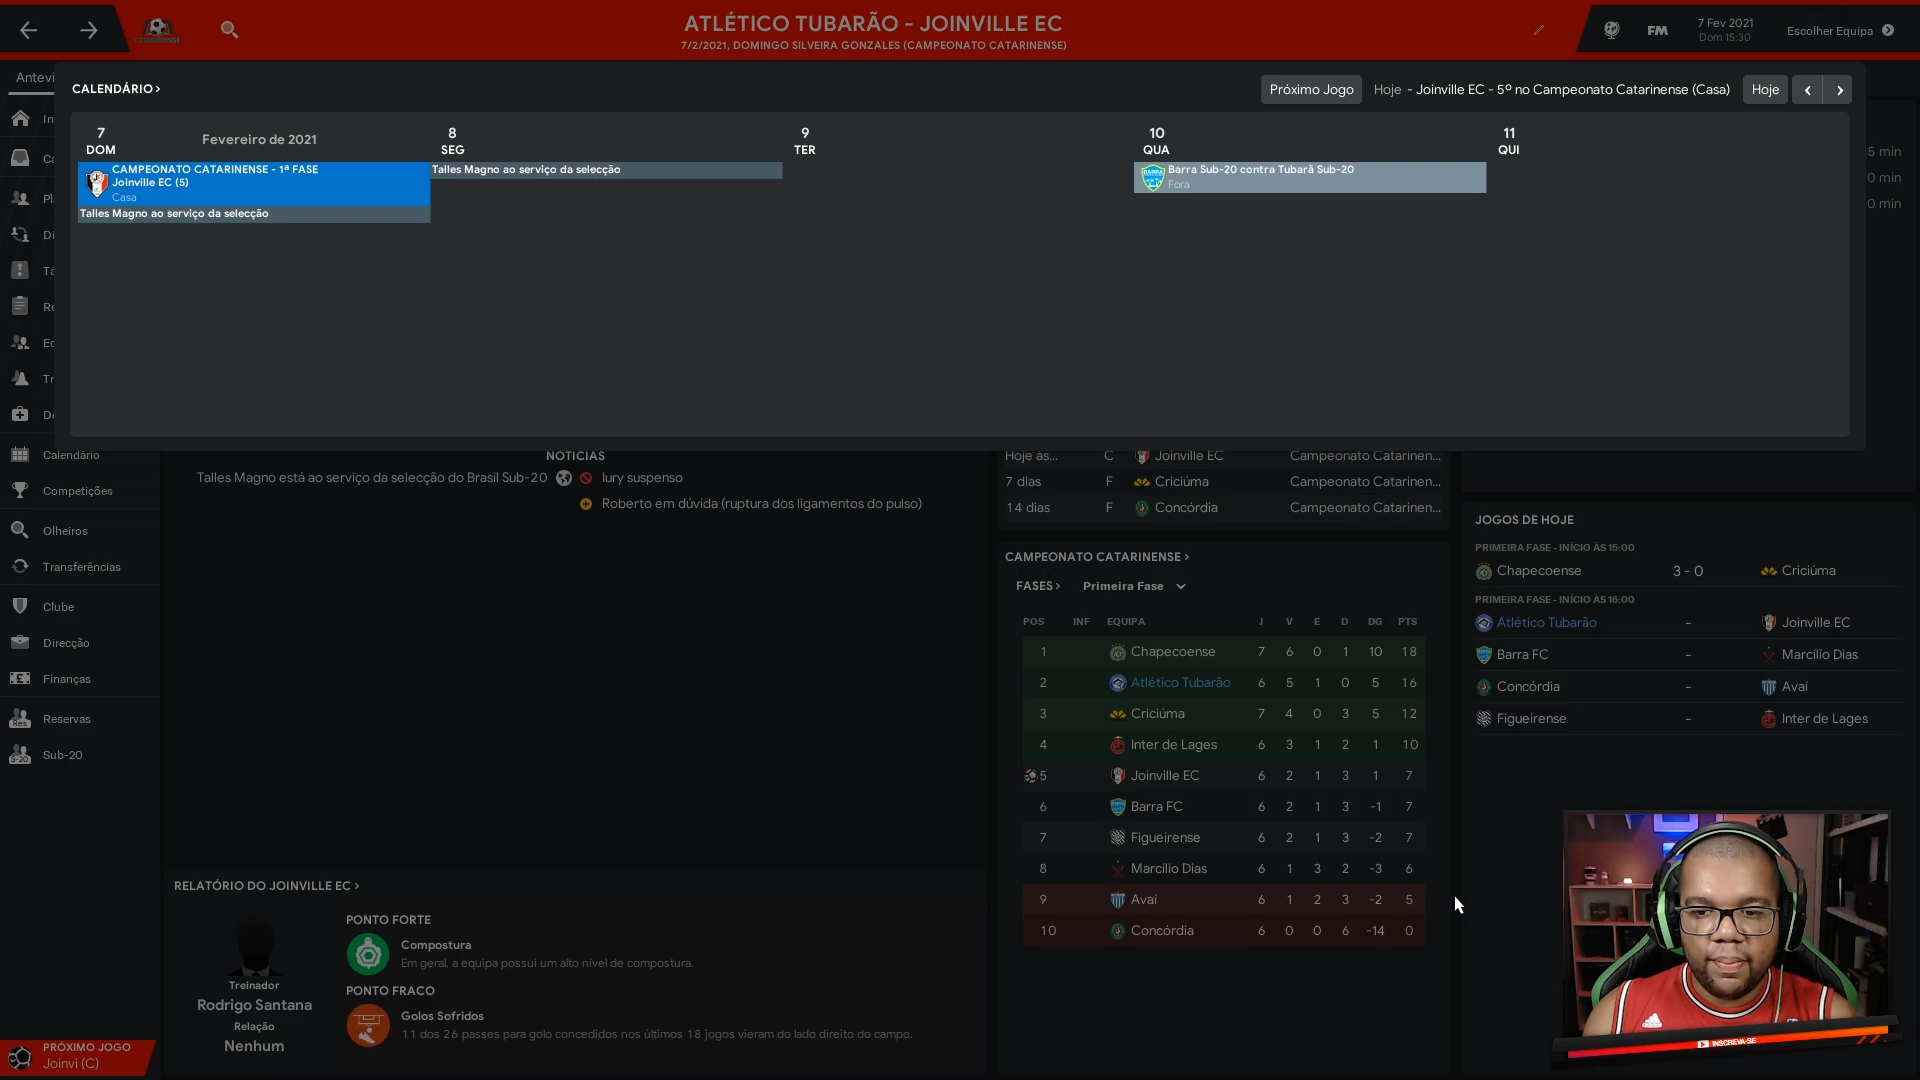 ATLÉTICO TUBARÃO - JOINVILLE EC
7/2/2021, DOMINGO SILVEIRA GONZALES (CAMPEONATO CATARINENSE)
FM
7 Fev 2021
Dom 15:30
Escolher Equipa
CATARINENSE
Antevi
CALENDÁRIO >
Próximo Jogo
Hoje - Joinville EC - 5º no Campeonato Catarinense (Casa)
Hoje
7
DOM
Fevereiro de 2021
8
SEG
9
TER
10
QUA
11
QUI
CAMPEONATO CATARINENSE - 1ª FASE
Joinville EC (5)
Casa
Talles Magno ao serviço da selecção
Talles Magno ao serviço da selecção
Barra Sub-20 contra Tubarã Sub-20
Fora
5 min
0 min
0 min
In
Ca
Pl
Di
Tá
Re
Eq
Tr
De
Calendário
Competições
Olheiros
Transferências
Clube
Direcção
Finanças
Reservas
Sub-20
PRÓXIMO JOGO
Joinvi (C)
NOTÍCIAS
Talles Magno está ao serviço da selecção do Brasil Sub-20
Iury suspenso
Roberto em dúvida (ruptura dos ligamentos do pulso)
Hoje às... C Joinville EC Campeonato Catarinen...
7 dias F Criciúma Campeonato Catarinen...
14 dias F Concórdia Campeonato Catarinen...
CAMPEONATO CATARINENSE >
FASES > Primeira Fase
POS INF EQUIPA J V E D DG PTS
1 Chapecoense 7 6 0 1 10 18
2 Atlético Tubarão 6 5 1 0 5 16
3 Criciúma 7 4 0 3 5 12
4 Inter de Lages 6 3 1 2 1 10
5 Joinville EC 6 2 1 3 1 7
6 Barra FC 6 2 1 3 -1 7
7 Figueirense 6 2 1 3 -2 7
8 Marcílio Dias 6 1 3 2 -3 6
9 Avaí 6 1 2 3 -2 5
10 Concórdia 6 0 0 6 -14 0
JOGOS DE HOJE
PRIMEIRA FASE - INÍCIO ÀS 15:00
Chapecoense 3 - 0 Criciúma
PRIMEIRA FASE - INÍCIO ÀS 16:00
Atlético Tubarão - Joinville EC
Barra FC - Marcílio Dias
Concórdia - Avaí
Figueirense - Inter de Lages
RELATÓRIO DO JOINVILLE EC >
Treinador
Rodrigo Santana
Relação
Nenhum
PONTO FORTE
Compostura
Em geral, a equipa possui um alto nível de compostura.
PONTO FRACO
Golos Sofridos
11 dos 26 passes para golo concedidos nos últimos 18 jogos vieram do lado direito do campo.
INSCREVA-SE